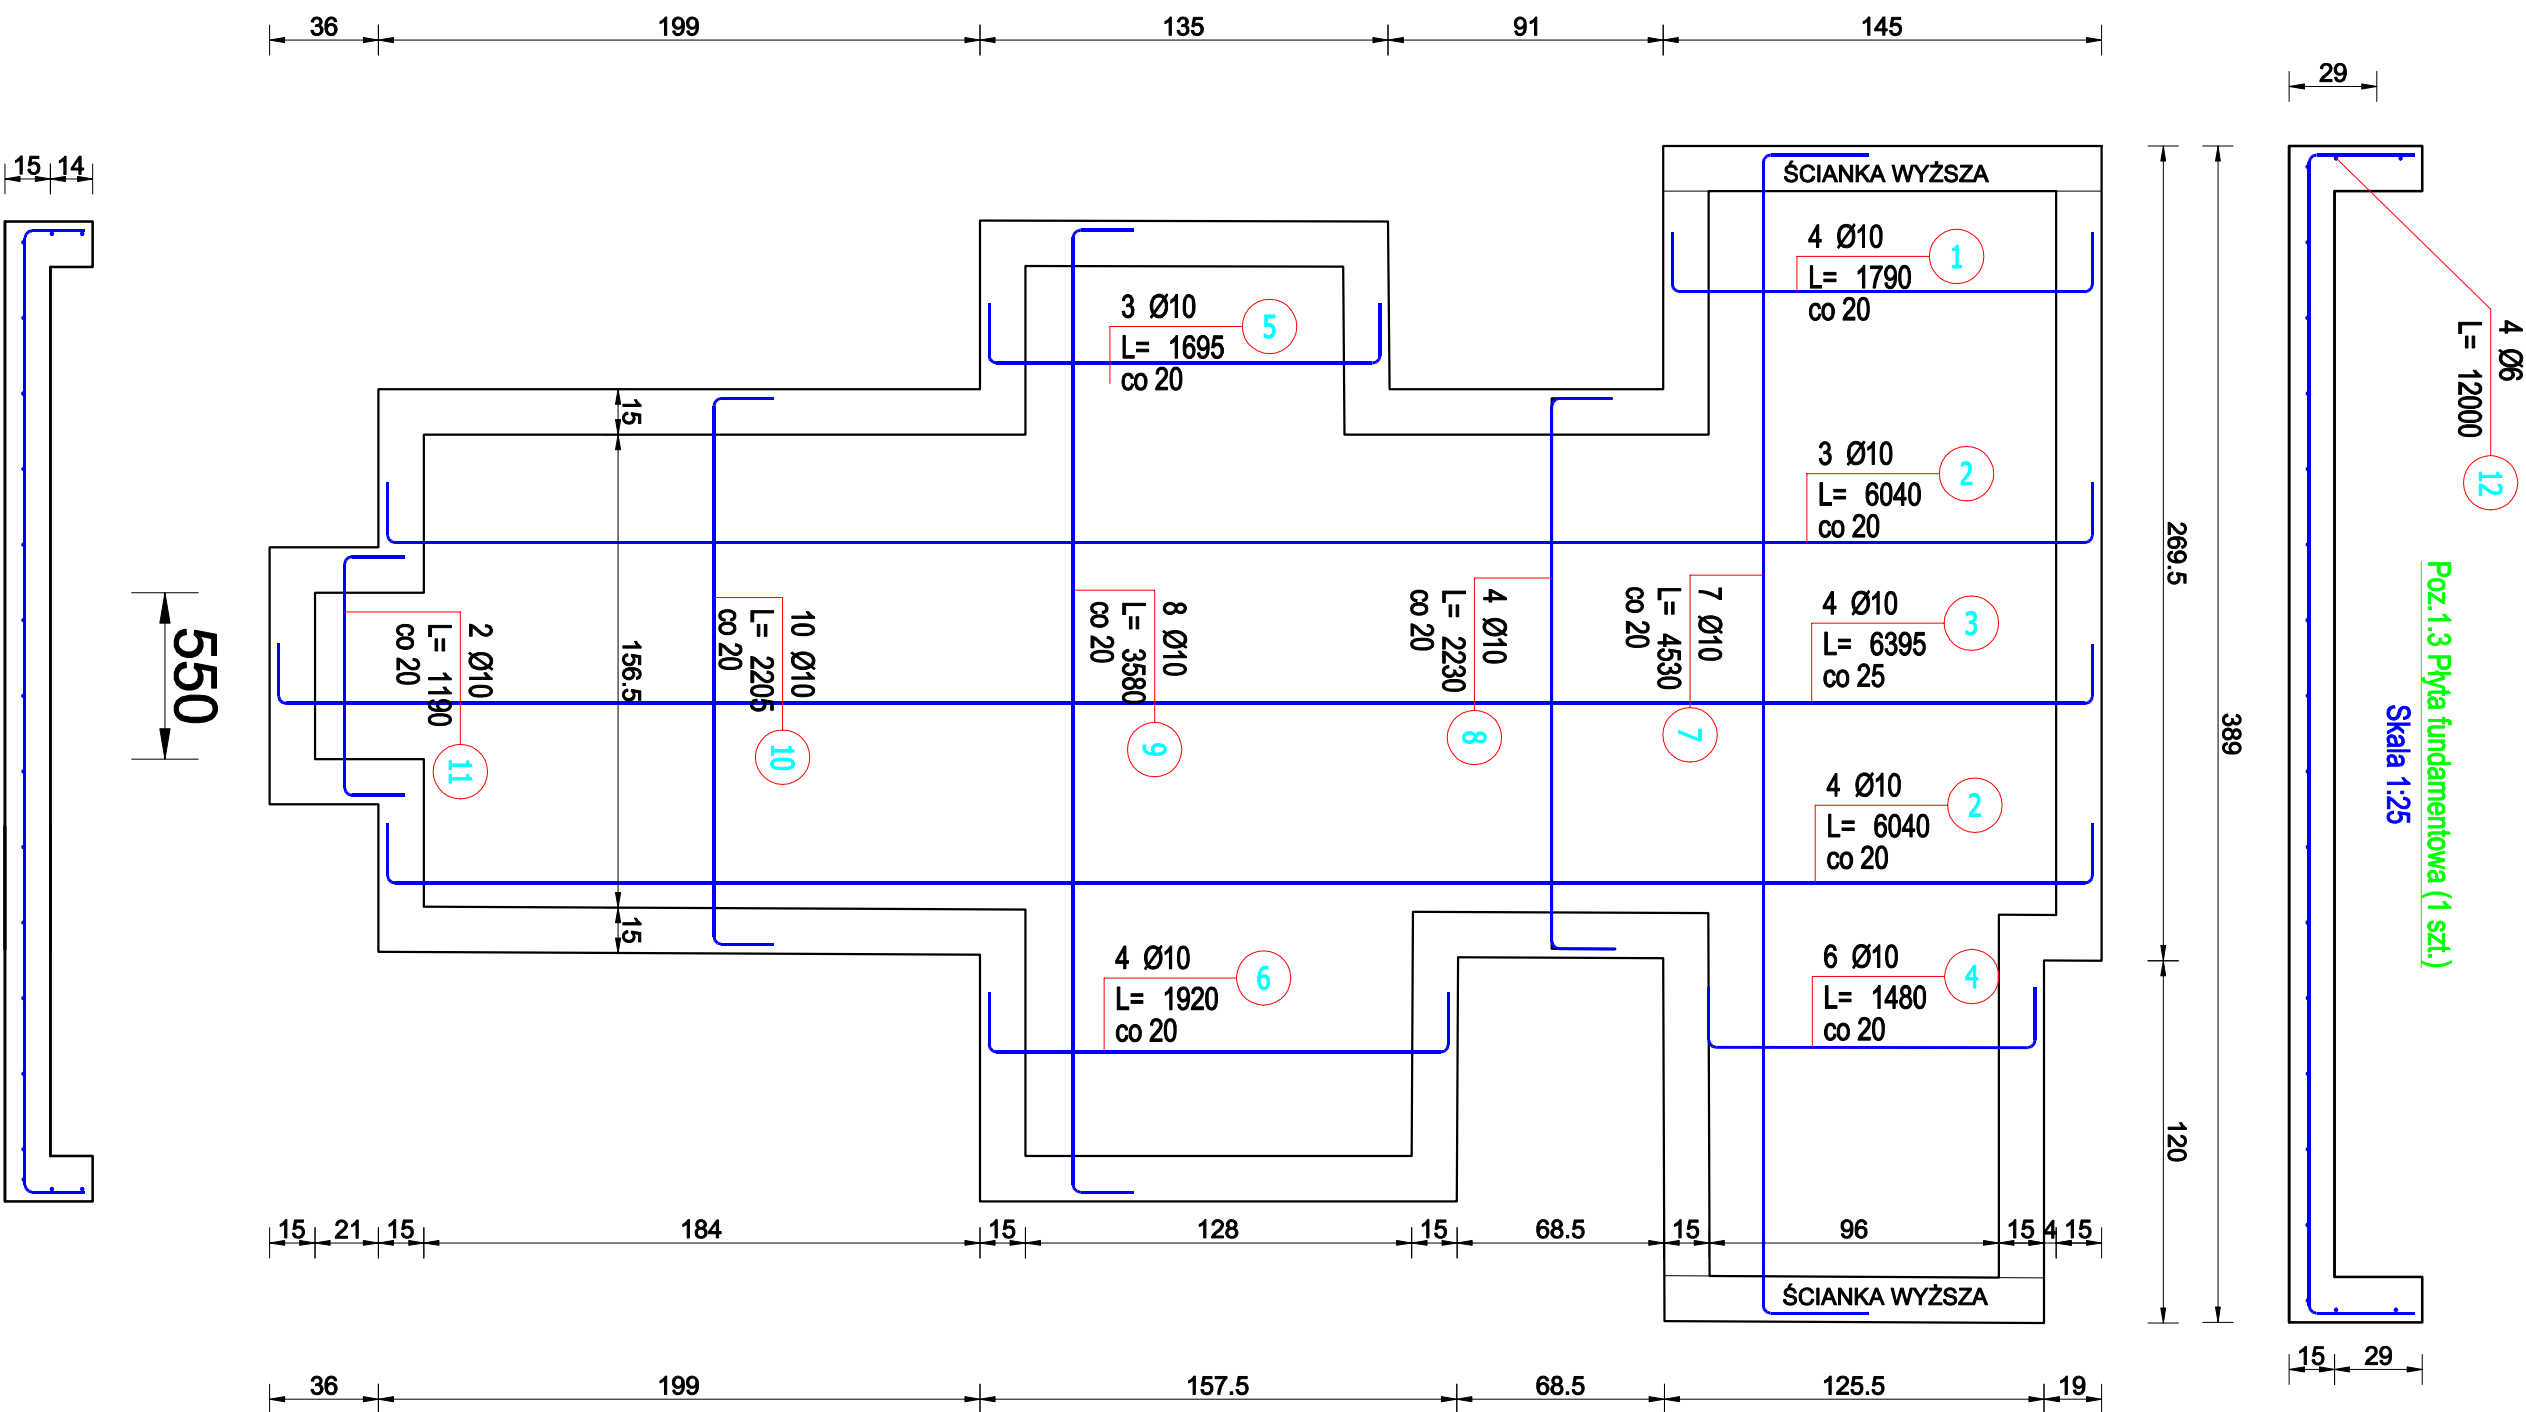 36
199
135
91
145
29
15
14
ŚCIANKA WYŻSZA
4 Ø10
1
L= 1790
co 20
3 Ø10
5
L= 1695
co 20
4 Ø6
L= 12000
12
15
3 Ø10
2
L= 6040
co 20
269.5
389
Poz.1.3 Płyta fundamentowa (1 szt.)
Skala 1:25
4 Ø10
3
L= 6395
co 25
7 Ø10
L= 4530
co 20
7
4 Ø10
L= 2230
co 20
8
8 Ø10
L= 3580
co 20
9
10 Ø10
L= 2205
co 20
10
156.5
2 Ø10
L= 1190
co 20
11
550
4 Ø10
2
L= 6040
co 20
15
4 Ø10
6
L= 1920
co 20
6 Ø10
4
L= 1480
co 20
120
15
21
15
184
15
128
15
68.5
15
96
15
4
15
ŚCIANKA WYŻSZA
15
29
36
199
157.5
68.5
125.5
19